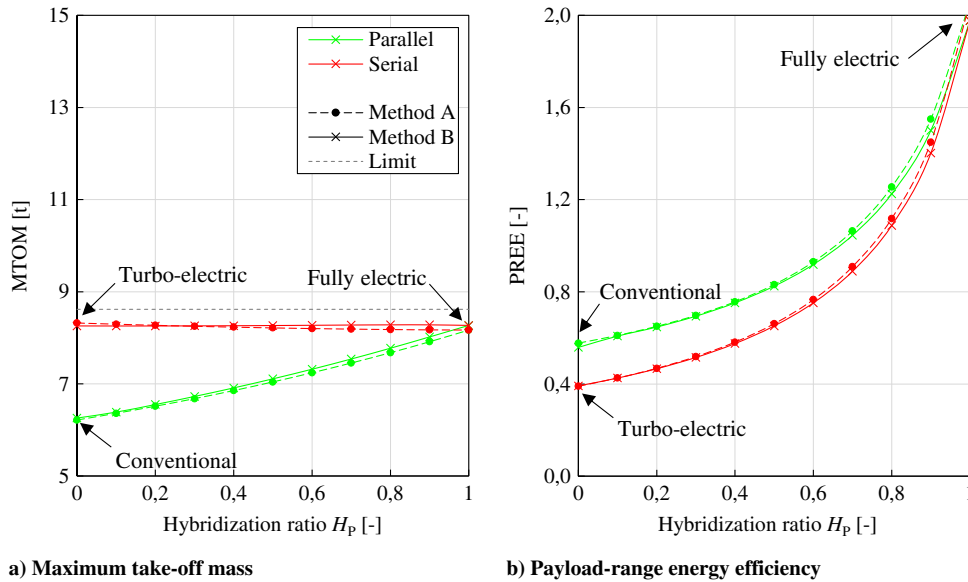 15
13
11
9
7
5
MTOM [t]
Parallel
Serial
Method A
Method B
Limit
Turbo-electric
Fully electric
Conventional
0
0,2
0,4
0,6
0,8
1
Hybridization ratio HP [-]
a) Maximum take-off mass
2,0
1,6
1,2
0,8
0,4
0,0
PREE [-]
Fully electric
Conventional
Turbo-electric
0
0,2
0,4
0,6
0,8
1
Hybridization ratio HP [-]
b) Payload-range energy efficiency